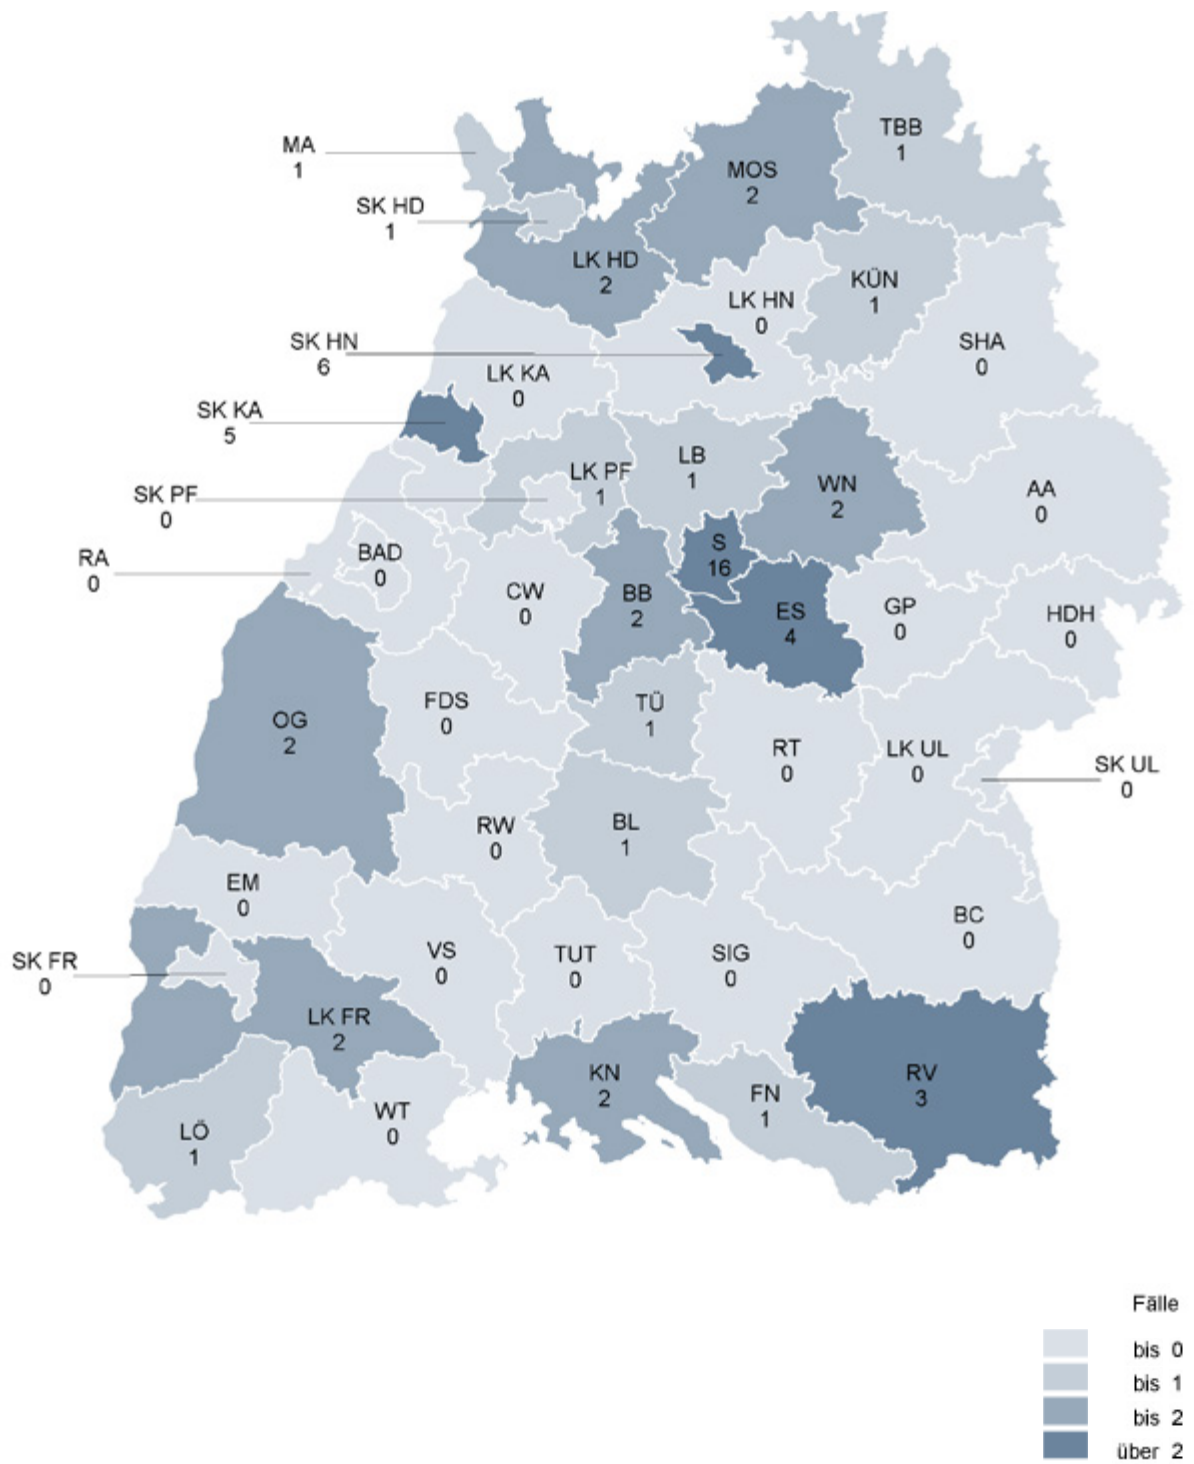 TBB
1
MA
1
MOS
2
SK HD
1
LK HD
2
KÜN
1
LK HN
0
SK HN
6
SHA
0
LK KA
0
SK KA
5
LB
1
LK PF
1
WN
2
AA
0
SK PF
0
S
16
BAD
0
RA
0
CW
0
BB
2
ES
4
GP
0
HDH
0
FDS
0
TÜ
1
OG
2
RT
0
LK UL
0
SK UL
0
RW
0
BL
1
EM
0
BC
0
VS
0
TUT
0
SIG
0
SK FR
0
LK FR
2
KN
2
RV
3
FN
1
WT
0
LÖ
1
Fälle
bis 0
bis 1
bis 2
über 2